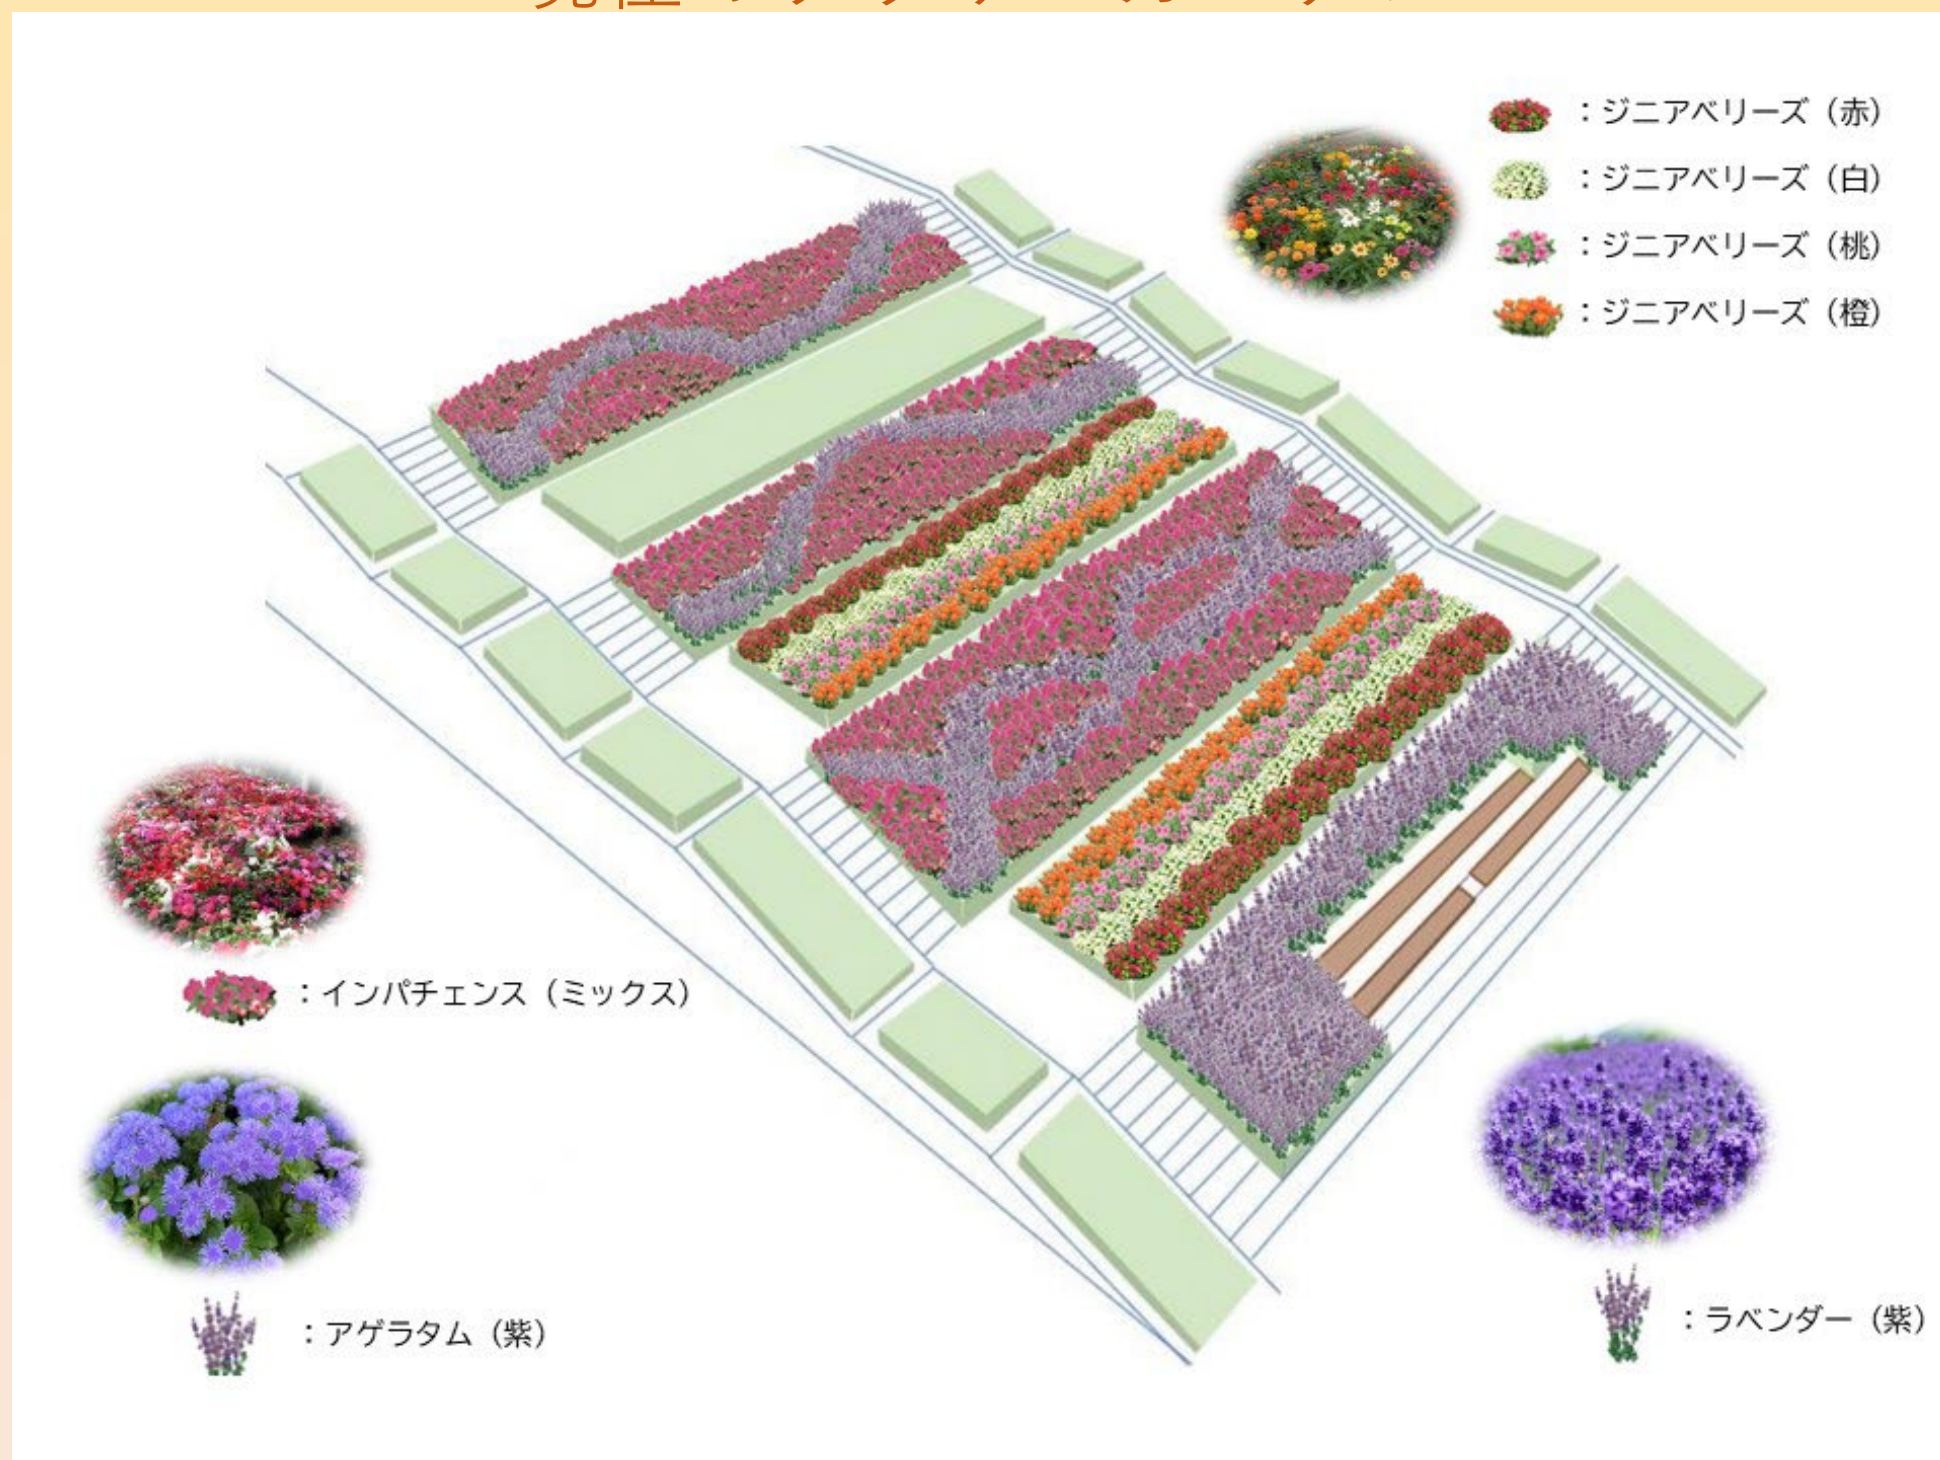 ：ジニアベリーズ（赤）
：ジニアベリーズ（白）
：ジニアベリーズ（桃）
：ジニアベリーズ（橙）
：インパチェンス（ミックス）
：アゲラタム（紫）
：ラベンダー（紫）